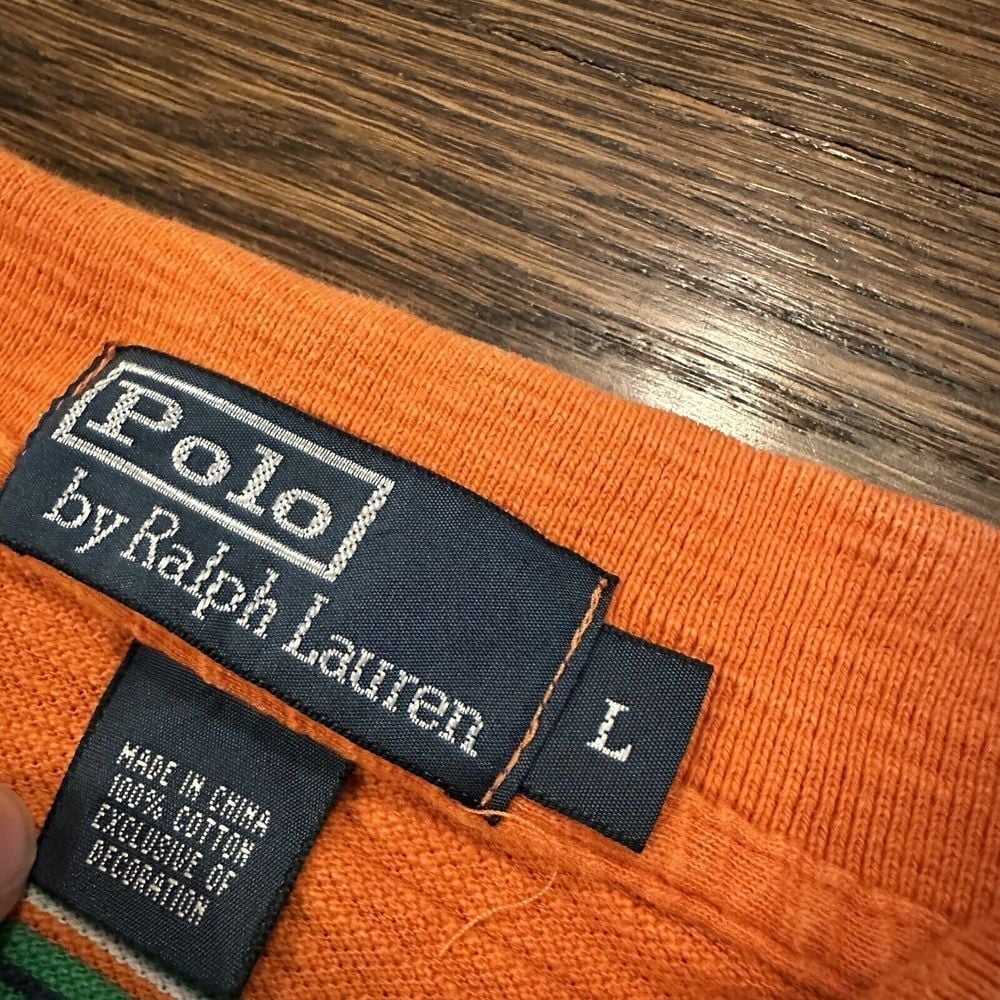 Polo
by Ralph Lauren
L
MADE IN CHINA
100% COTTON
EXCLUSIVE OF
DECORATION